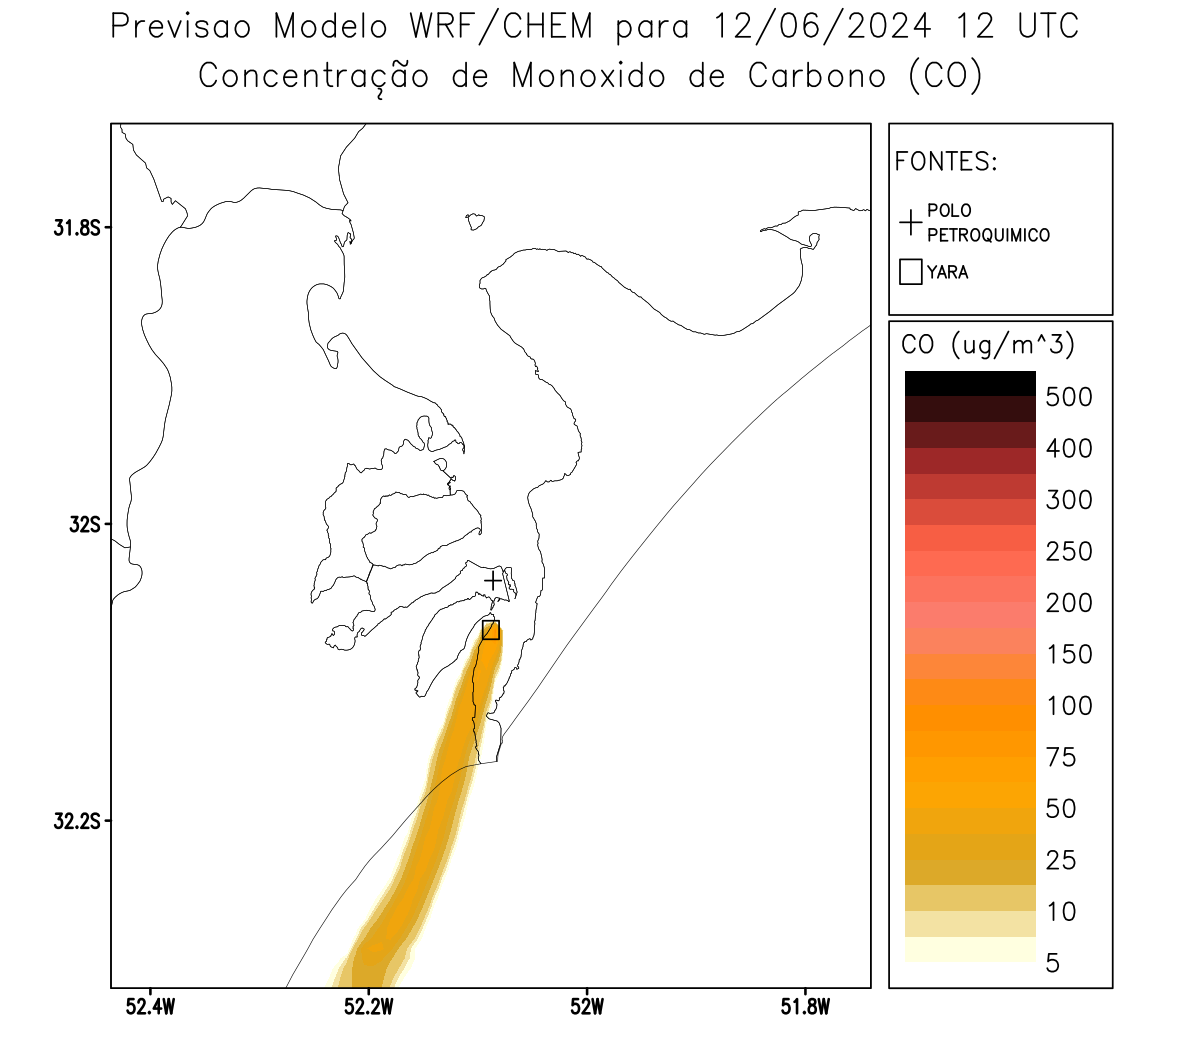 Previsao Modelo WRF/CHEM para 12/06/2024 12 UTC
Concentração de Monoxido de Carbono (CO)
FONTES:
POLO
PETROQUIMICO
YARA
CO (ug/m^3)
500
400
300
250
200
150
100
75
50
25
10
5
31.8S
32S
32.2S
52.4W
52.2W
52W
51.8W